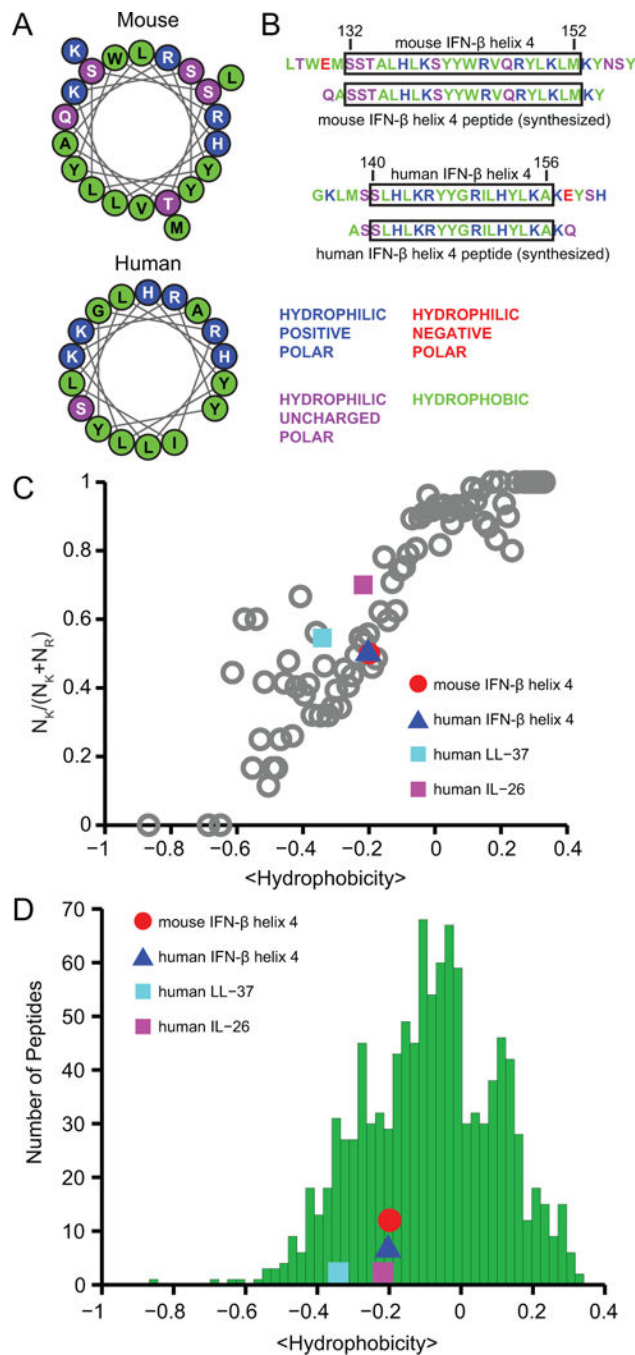 A
Mouse
K S W L R S S L
K R
Q H
A Y
L Y
L V T
M
Human
G L H R A
K R
K H
L Y
S Y
Y L L I
B
132 152
mouse IFN-β helix 4
LTWEMSSTALHLKSYYWRVQRYLKLMKYNSY
QASSTALHLKSYYWRVQRYLKLMKY
mouse IFN-β helix 4 peptide (synthesized)
140 156
human IFN-β helix 4
GKLMSSLHLKRYYGRILHYLKAKEYSH
ASSLHLKRYYGRILHYLKAKQ
human IFN-β helix 4 peptide (synthesized)
HYDROPHILIC
POSITIVE
POLAR
HYDROPHILIC
NEGATIVE
POLAR
HYDROPHILIC
UNCHARGED
POLAR
HYDROPHOBIC
C
N_K/(N_K+N_R)
1
0.8
0.6
0.4
0.2
0
mouse IFN-β helix 4
human IFN-β helix 4
human LL-37
human IL-26
−1 −0.8 −0.6 −0.4 −0.2 0 0.2 0.4
<Hydrophobicity>
D
Number of Peptides
70
60
50
40
30
20
10
0
mouse IFN-β helix 4
human IFN-β helix 4
human LL−37
human IL−26
−1 −0.8 −0.6 −0.4 −0.2 0 0.2 0.4
<Hydrophobicity>